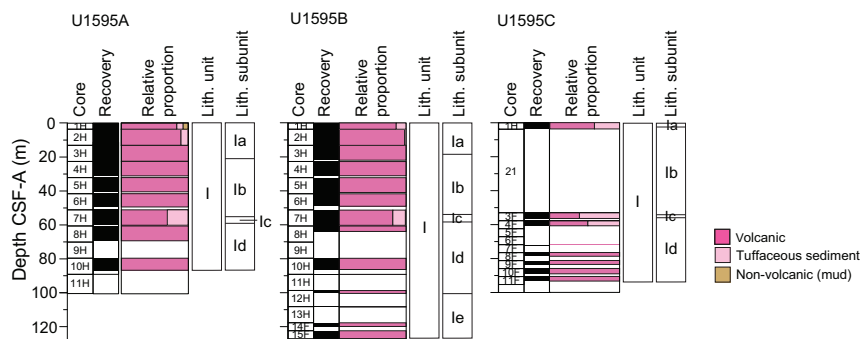 U1595A
U1595B
U1595C
Core
Recovery
Relative proportion
Lith. unit
Lith. subunit
Core
Recovery
Relative proportion
Lith. unit
Lith. subunit
Core
Recovery
Relative proportion
Lith. unit
Lith. subunit
Depth CSF-A (m)
0
20
40
60
80
100
120
1H
2H
3H
4H
5H
6H
7H
8H
9H
10H
11H
I
Ia
Ib
Ic
Id
1H
2H
3H
4H
5H
6H
7H
8H
9H
10H
11H
12H
13H
14F
15F
I
Ia
Ib
Ic
Id
Ie
1H
21
3F
4F
5F
6F
7F
8F
9F
10F
11F
I
Ia
Ib
Ic
Id
Volcanic
Tuffaceous sediment
Non-volcanic (mud)